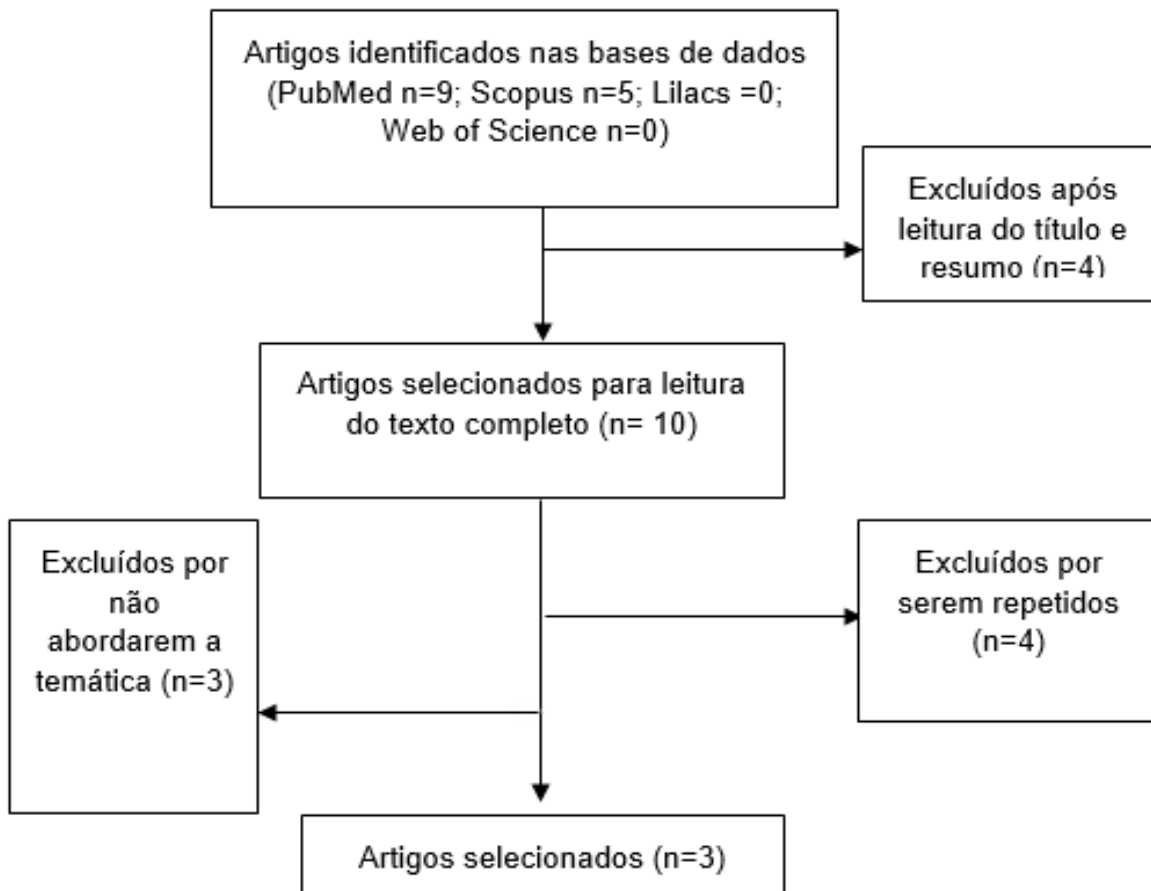 Artigos identificados nas bases de dados
(PubMed n=9; Scopus n=5; Lilacs =0;
Web of Science n=0)
Excluídos após
leitura do título e
resumo (n=4)
Artigos selecionados para leitura
do texto completo (n= 10)
Excluídos por
não
abordarem a
temática (n=3)
Excluídos por
serem repetidos
(n=4)
Artigos selecionados (n=3)